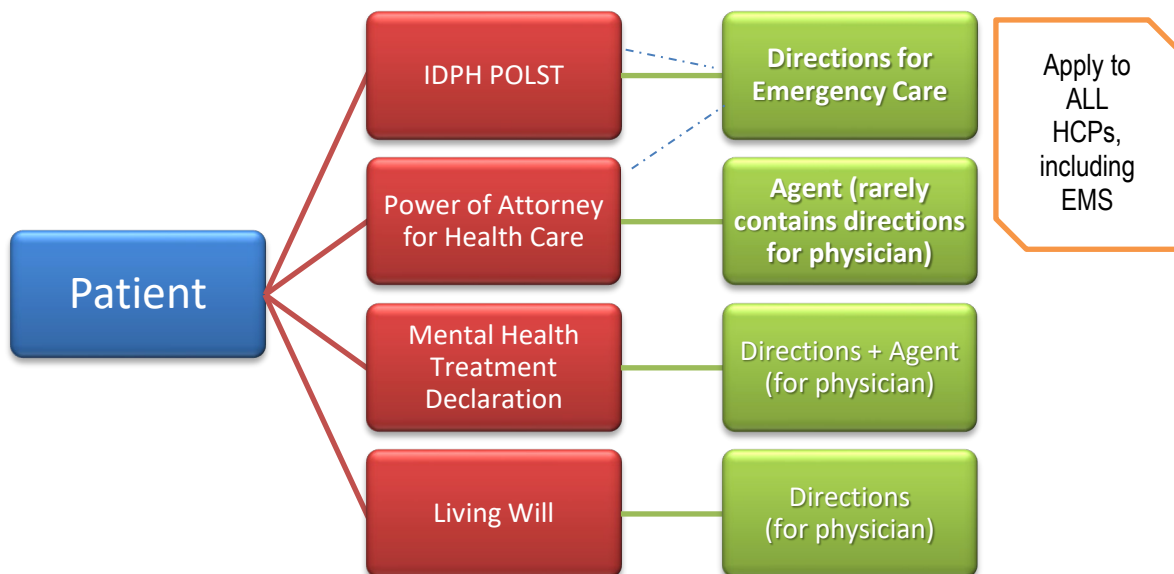 Patient
IDPH POLST
Directions for
Emergency Care
Power of Attorney
for Health Care
Agent (rarely
contains directions
for physician)
Mental Health
Treatment
Declaration
Directions + Agent
(for physician)
Living Will
Directions
(for physician)
Apply to
ALL
HCPs,
including
EMS